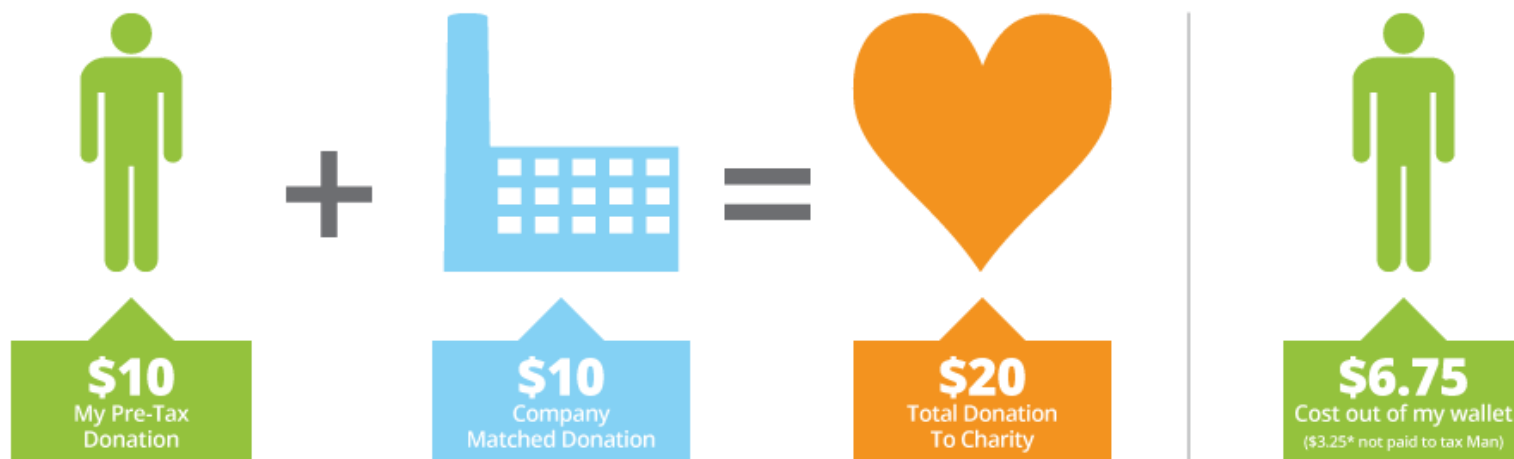 $10
My Pre-Tax
Donation
+
$10
Company
Matched Donation
=
$20
Total Donation
To Charity
$6.75
Cost out of my wallet
($3.25* not paid to tax Man)